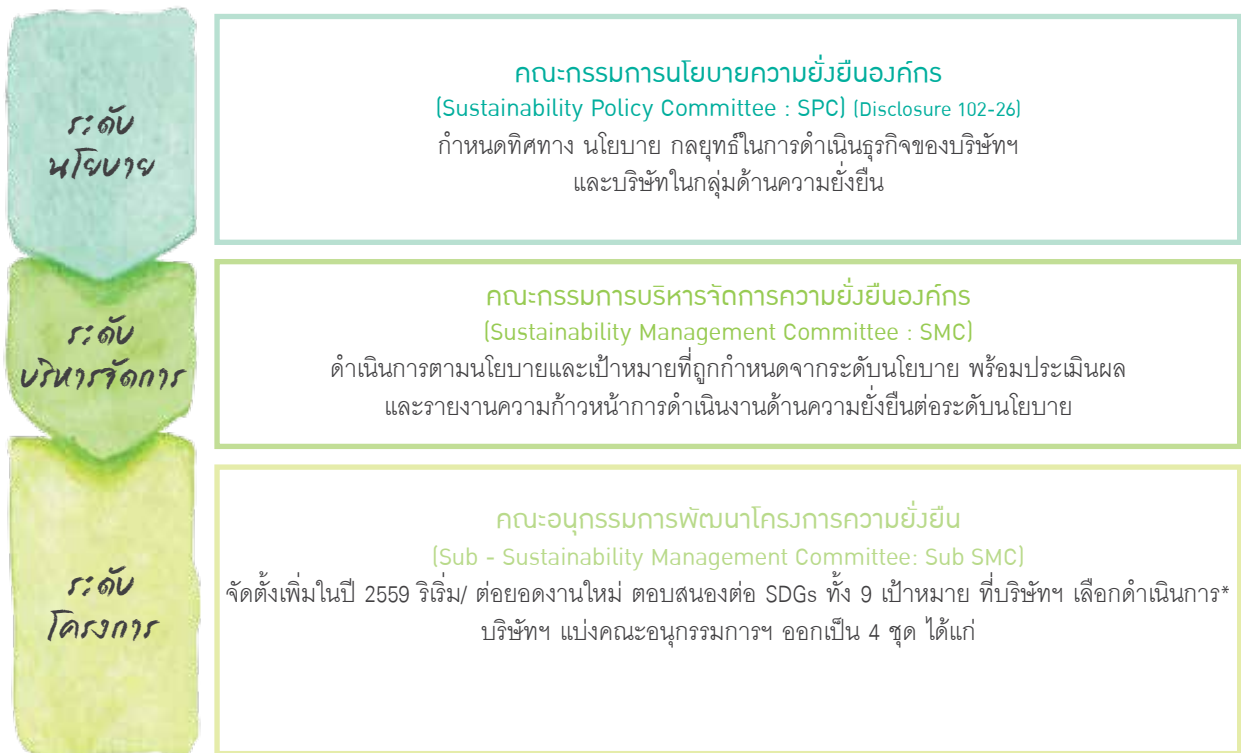 ระดับ
นโยบาย
คณะกรรมการนโยบายความยั่งยืนองค์กร
(Sustainability Policy Committee : SPC) (Disclosure 102-26)
กำหนดทิศทาง นโยบาย กลยุทธ์ในการดำเนินธุรกิจของบริษัทฯ
และบริษัทในกลุ่มด้านความยั่งยืน
ระดับ
บริหารจัดการ
คณะกรรมการบริหารจัดการความยั่งยืนองค์กร
(Sustainability Management Committee : SMC)
ดำเนินการตามนโยบายและเป้าหมายที่ถูกกำหนดจากระดับนโยบาย พร้อมประเมินผล
และรายงานความก้าวหน้าการดำเนินงานด้านความยั่งยืนต่อระดับนโยบาย
ระดับ
โครงการ
คณะอนุกรรมการพัฒนาโครงการความยั่งยืน
(Sub - Sustainability Management Committee: Sub SMC)
จัดตั้งเพิ่มในปี 2559 ริเริ่ม/ ต่อยอดงานใหม่ ตอบสนองต่อ SDGs ทั้ง 9 เป้าหมาย ที่บริษัทฯ เลือกดำเนินการ*
บริษัทฯ แบ่งคณะอนุกรรมการฯ ออกเป็น 4 ชุด ได้แก่